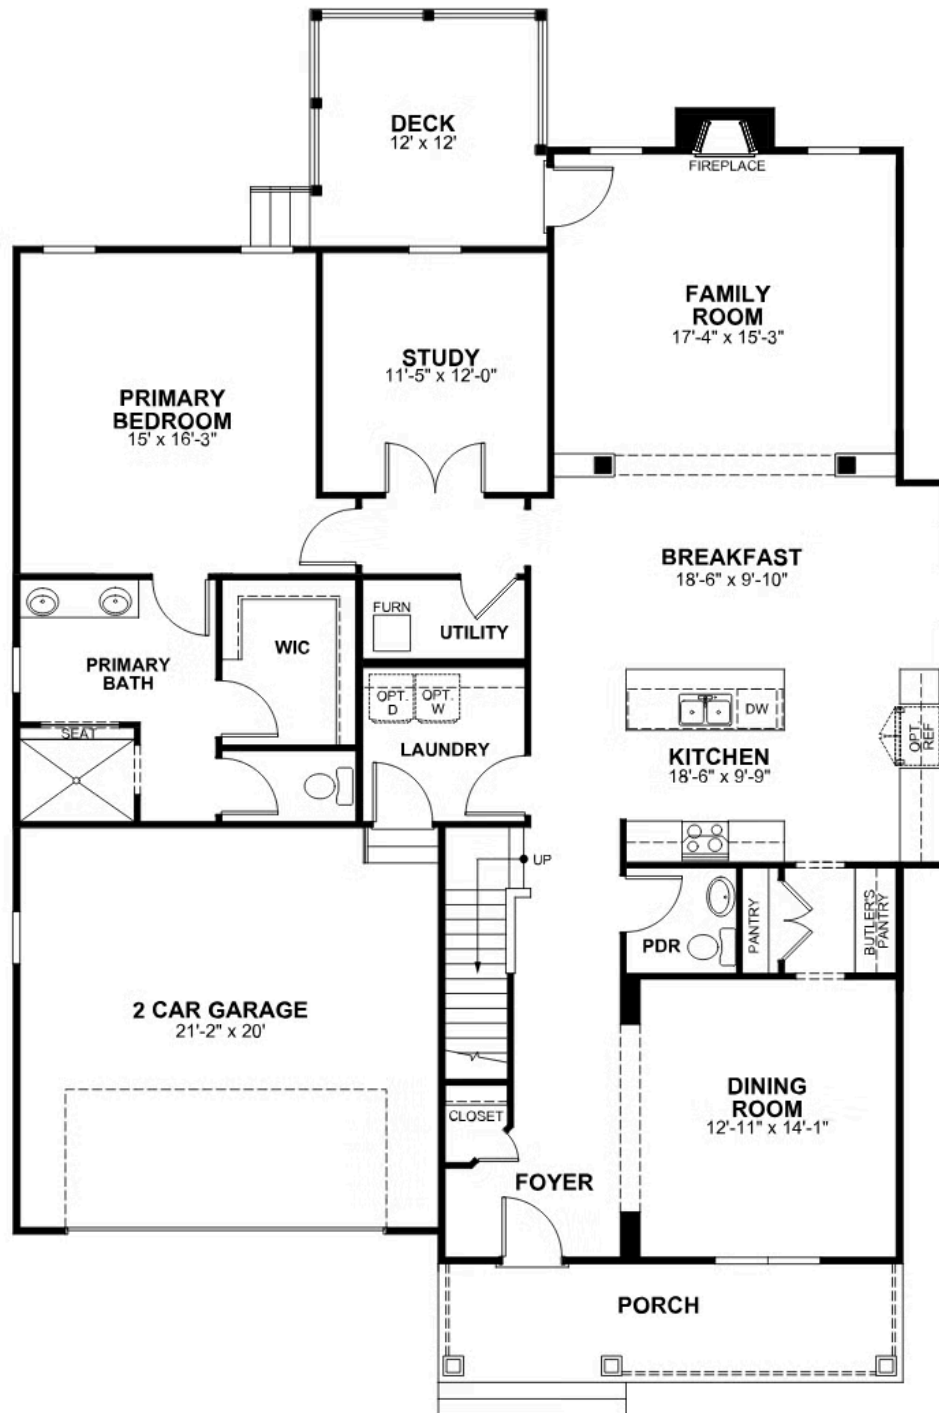 DECK
12' x 12'
FIREPLACE
FAMILY
ROOM
17'-4" x 15'-3"
STUDY
11'-5" x 12'-0"
PRIMARY
BEDROOM
15' x 16'-3"
BREAKFAST
18'-6" x 9'-10"
FURN
UTILITY
WIC
PRIMARY
BATH
OPT.
D
OPT.
W
DW
SEAT
LAUNDRY
KITCHEN
18'-6" x 9'-9"
OPT.
REF
UP
PDR
PANTRY
BUTLER'S
PANTRY
2 CAR GARAGE
21'-2" x 20'
DINING
ROOM
12'-11" x 14'-1"
CLOSET
FOYER
PORCH